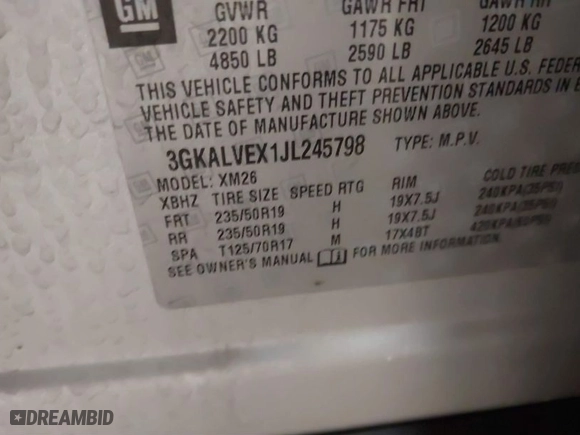 GM
GVWR GAWR FRT GAWR RR
2200 KG 1175 KG 1200 KG
4850 LB 2590 LB 2645 LB
THIS VEHICLE CONFORMS TO ALL APPLICABLE U.S. FEDER
VEHICLE SAFETY AND THEFT PREVENTION STANDARDS IN E
THE DATE OF MANUFACTURE SHOWN ABOVE.
3GKALVEX1JL245798 TYPE: M.P.V.
MODEL: XM26
XBHZ TIRE SIZE SPEED RTG RIM COLD TIRE PRE
FRT 235/50R19 H 19X7.5J 240KPA(35PSI)
RR 235/50R19 H 19X7.5J 240KPA(35PSI)
SPA T125/70R17 M 17X4BT 420KPA(60PSI)
SEE OWNER'S MANUAL FOR MORE INFORMATION.
DREAMBID